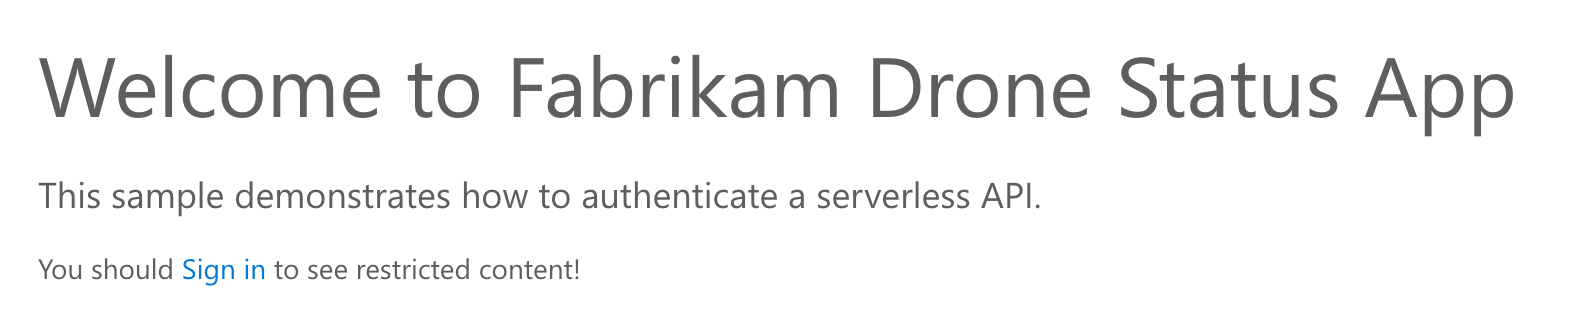 Welcome to Fabrikam Drone Status App
This sample demonstrates how to authenticate a serverless API.
You should Sign in to see restricted content!